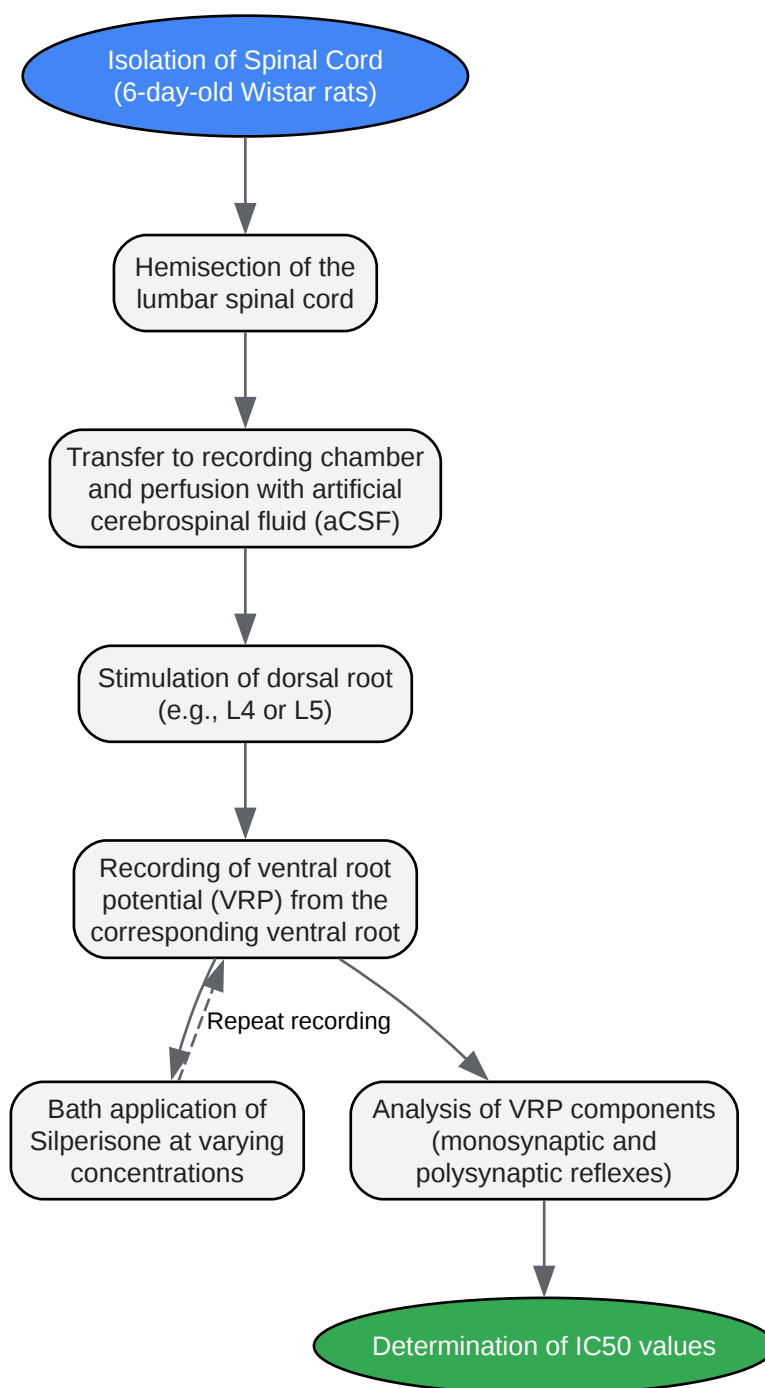 Isolation of Spinal Cord
(6-day-old Wistar rats)
Hemisection of the
lumbar spinal cord
Transfer to recording chamber
and perfusion with artificial
cerebrospinal fluid (aCSF)
Stimulation of dorsal root
(e.g., L4 or L5)
Recording of ventral root
potential (VRP) from the
corresponding ventral root
Repeat recording
Bath application of
Silperisone at varying
concentrations
Analysis of VRP components
(monosynaptic and
polysynaptic reflexes)
Determination of IC50 values